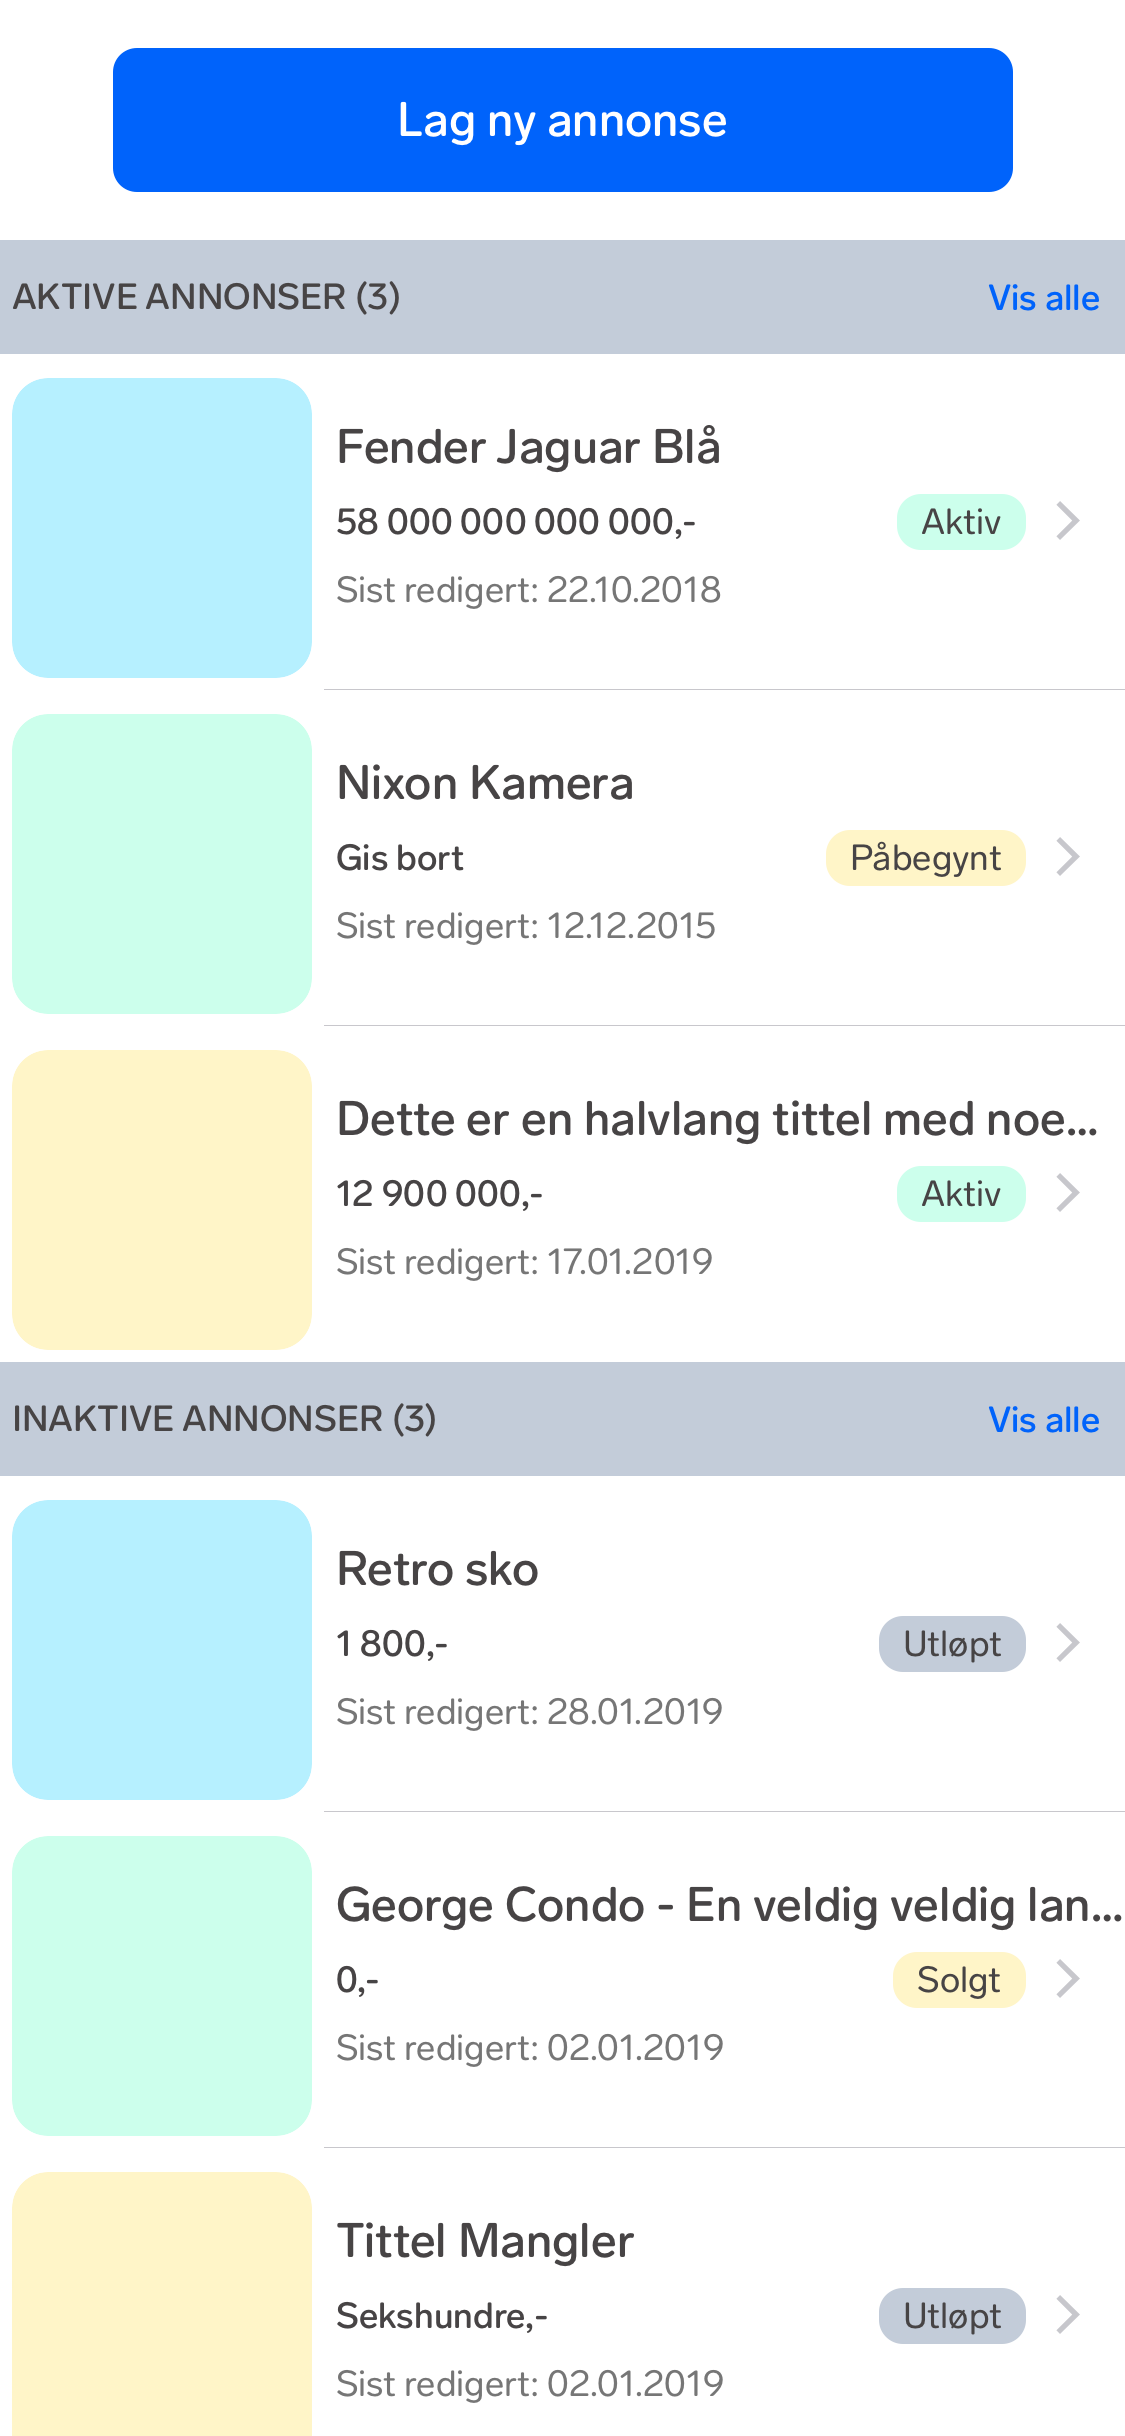 Lag ny annonse
AKTIVE ANNONSER (3)
Vis alle
Fender Jaguar Blå
58 000 000 000 000,-
Aktiv
Sist redigert: 22.10.2018
Nixon Kamera
Gis bort
Påbegynt
Sist redigert: 12.12.2015
Dette er en halvlang tittel med noe...
12 900 000,-
Aktiv
Sist redigert: 17.01.2019
INAKTIVE ANNONSER (3)
Vis alle
Retro sko
1 800,-
Utløpt
Sist redigert: 28.01.2019
George Condo - En veldig veldig lan...
0,-
Solgt
Sist redigert: 02.01.2019
Tittel Mangler
Sekshundre,-
Utløpt
Sist redigert: 02.01.2019